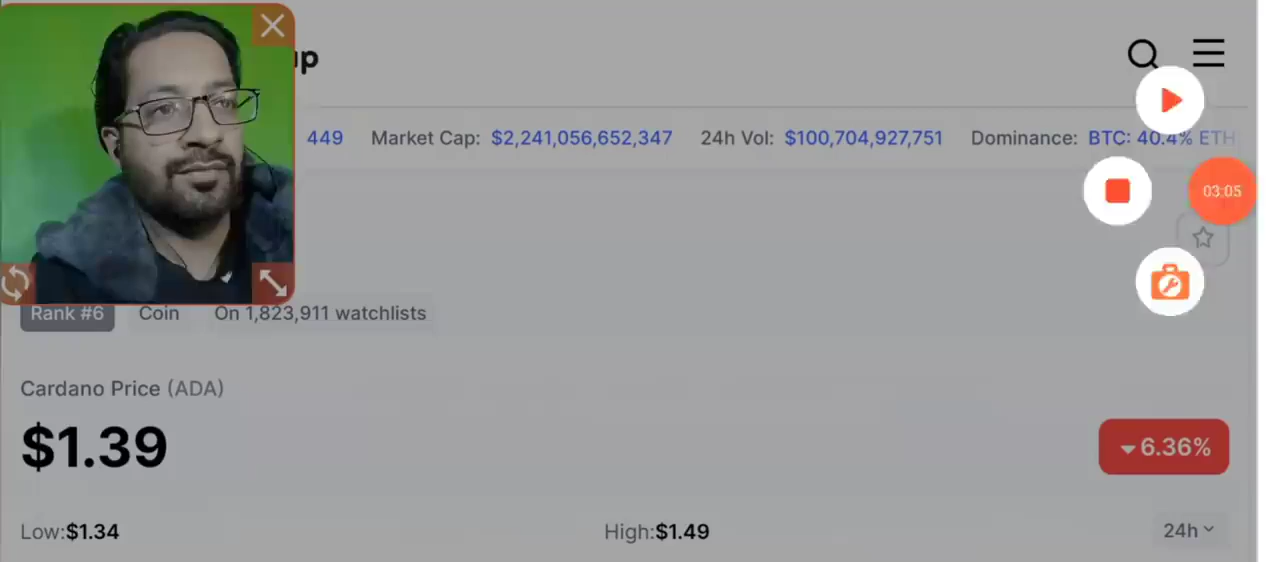 449 Market Cap: $2,241,056,652,347 24h Vol: $100,704,927,751 Dominance: BTC: 40.4% ETH
03:05
Rank #6 Coin On 1,823,911 watchlists
Cardano Price (ADA)
$1.39 6.36%
Low:$1.34 High:$1.49 24h